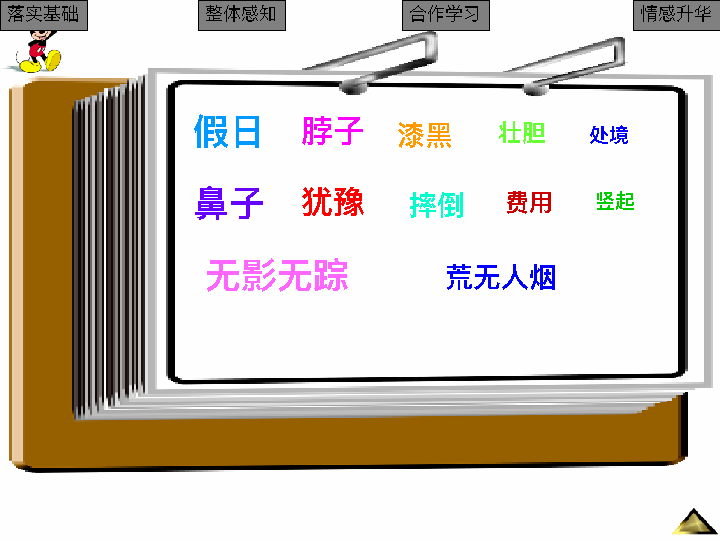 落实基础 整体感知 合作学习 情感升华
假日 脖子 漆黑 壮胆 处境
鼻子 犹豫 摔倒 费用 竖起
无影无踪 荒无人烟